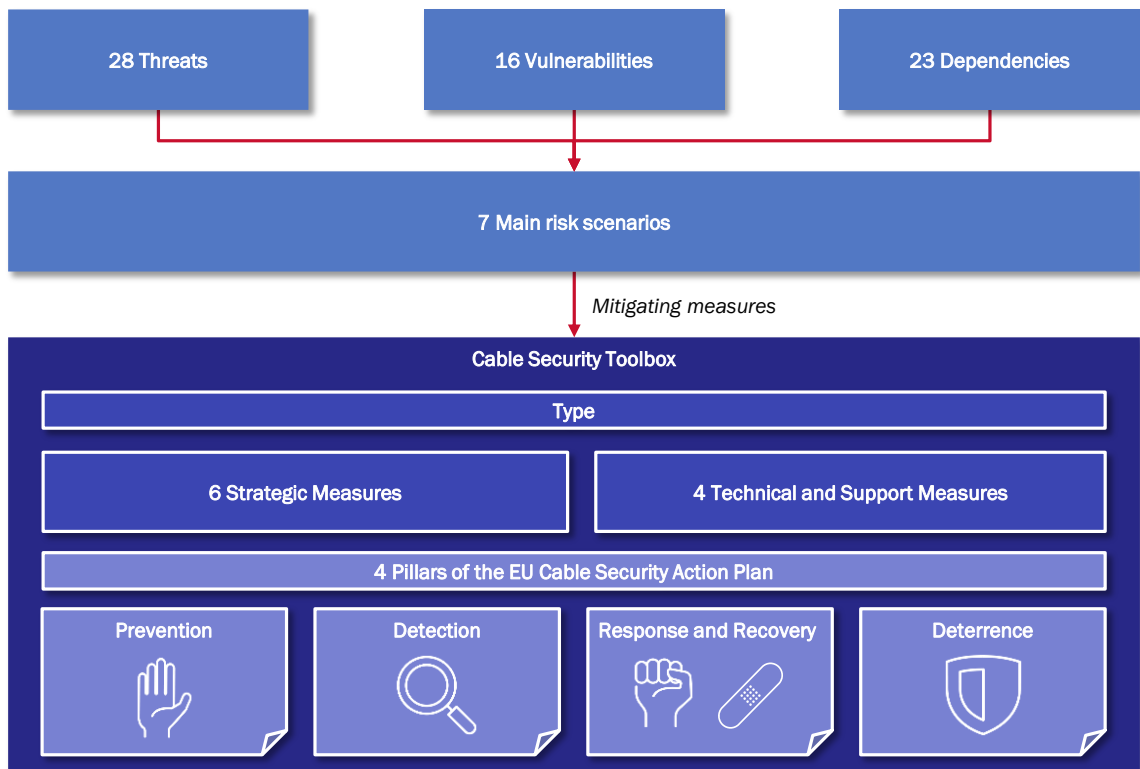 28 Threats
16 Vulnerabilities
23 Dependencies
7 Main risk scenarios
Mitigating measures
Cable Security Toolbox
Type
6 Strategic Measures
4 Technical and Support Measures
4 Pillars of the EU Cable Security Action Plan
Prevention
Detection
Response and Recovery
Deterrence